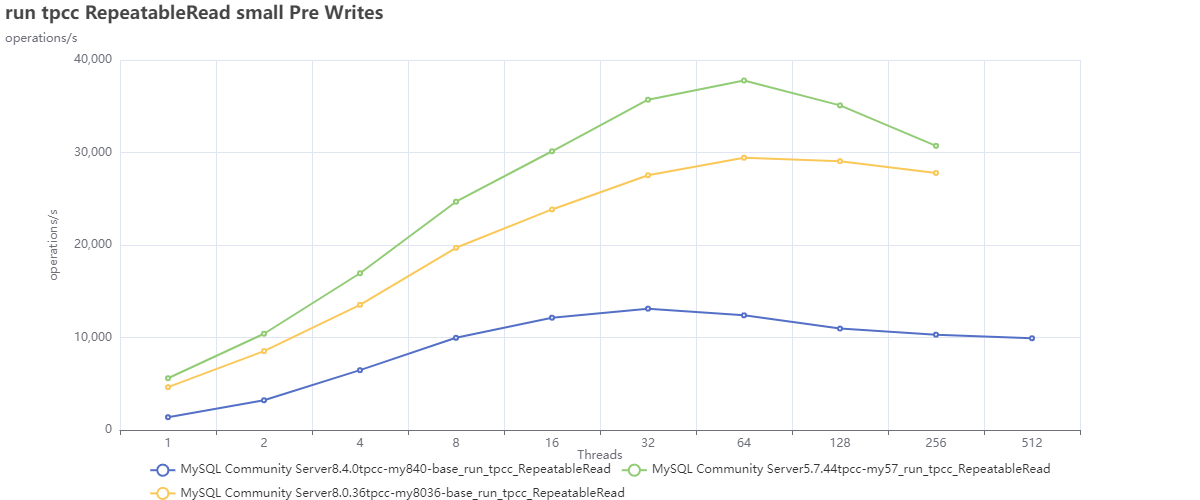 run tpcc RepeatableRead small Pre Writes
operations/s
40,000
30,000
20,000
10,000
0
operations/s
1 2 4 8 16 32 64 128 256 512
Threads
MySQL Community Server8.4.0tpcc-my840-base_run_tpcc_RepeatableRead MySQL Community Server5.7.44tpcc-my57_run_tpcc_RepeatableRead
MySQL Community Server8.0.36tpcc-my8036-base_run_tpcc_RepeatableRead